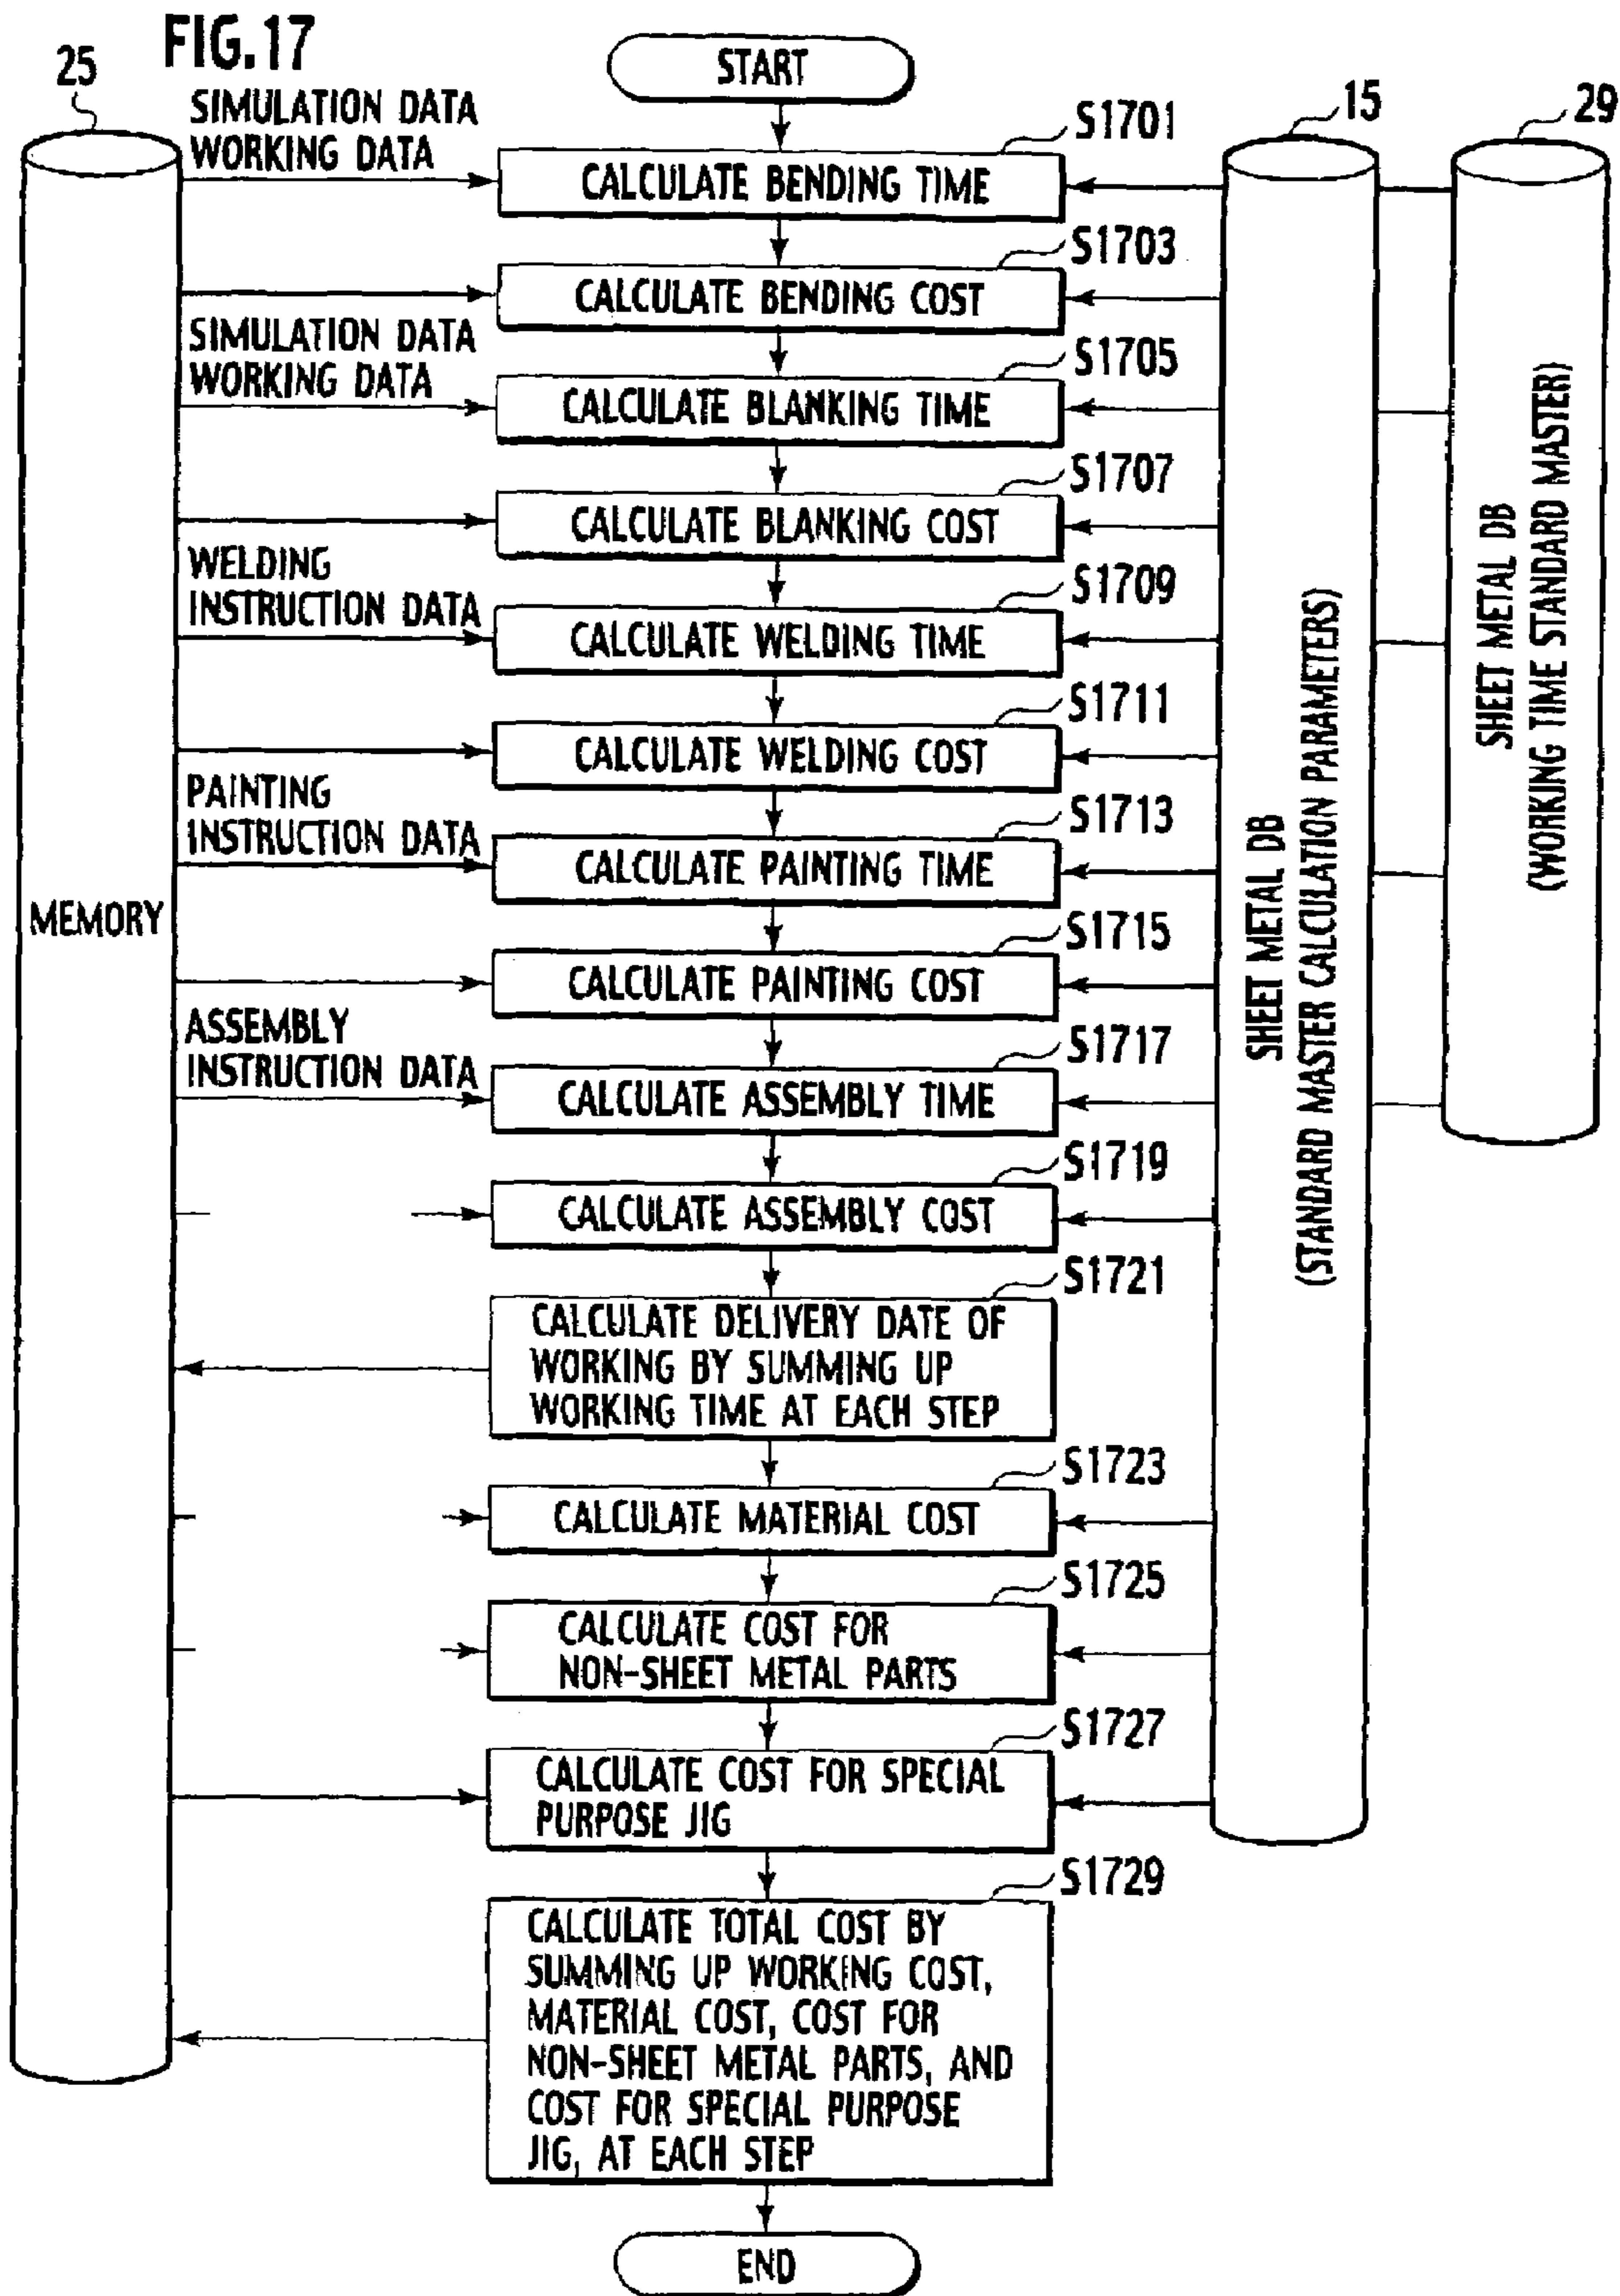 FIG.17
25
START
15
29
SIMULATION DATA
WORKING DATA
S1701
CALCULATE BENDING TIME
S1703
CALCULATE BENDING COST
SIMULATION DATA
WORKING DATA
S1705
CALCULATE BLANKING TIME
S1707
CALCULATE BLANKING COST
WELDING
INSTRUCTION DATA
S1709
CALCULATE WELDING TIME
S1711
CALCULATE WELDING COST
PAINTING
INSTRUCTION DATA
S1713
CALCULATE PAINTING TIME
MEMORY
S1715
CALCULATE PAINTING COST
ASSEMBLY
INSTRUCTION DATA
S1717
CALCULATE ASSEMBLY TIME
S1719
CALCULATE ASSEMBLY COST
S1721
CALCULATE DELIVERY DATE OF
WORKING BY SUMMING UP
WORKING TIME AT EACH STEP
S1723
CALCULATE MATERIAL COST
S1725
CALCULATE COST FOR
NON-SHEET METAL PARTS
S1727
CALCULATE COST FOR SPECIAL
PURPOSE JIG
S1729
CALCULATE TOTAL COST BY
SUMMING UP WORKING COST,
MATERIAL COST, COST FOR
NON-SHEET METAL PARTS, AND
COST FOR SPECIAL PURPOSE
JIG, AT EACH STEP
END
SHEET METAL DB
(STANDARD MASTER CALCULATION PARAMETERS)
SHEET METAL DB
(WORKING TIME STANDARD MASTER)